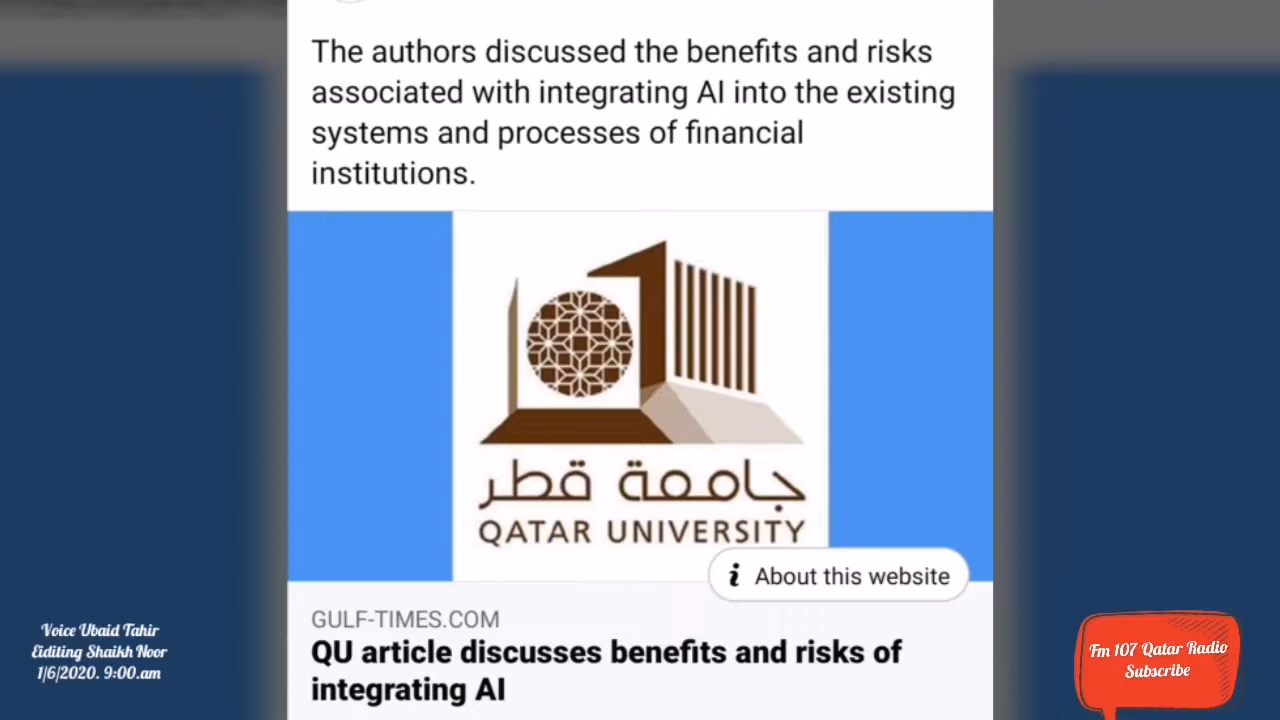 The authors discussed the benefits and risks
associated with integrating AI into the existing
systems and processes of financial
institutions.
جامعة قطر
QATAR UNIVERSITY
i About this website
GULF-TIMES.COM
QU article discusses benefits and risks of
integrating AI
Voice Ubaid Tahir
Eiditing Shaikh Noor
1/6/2020. 9:00.am
Fm 107 Qatar Radio
Subscribe